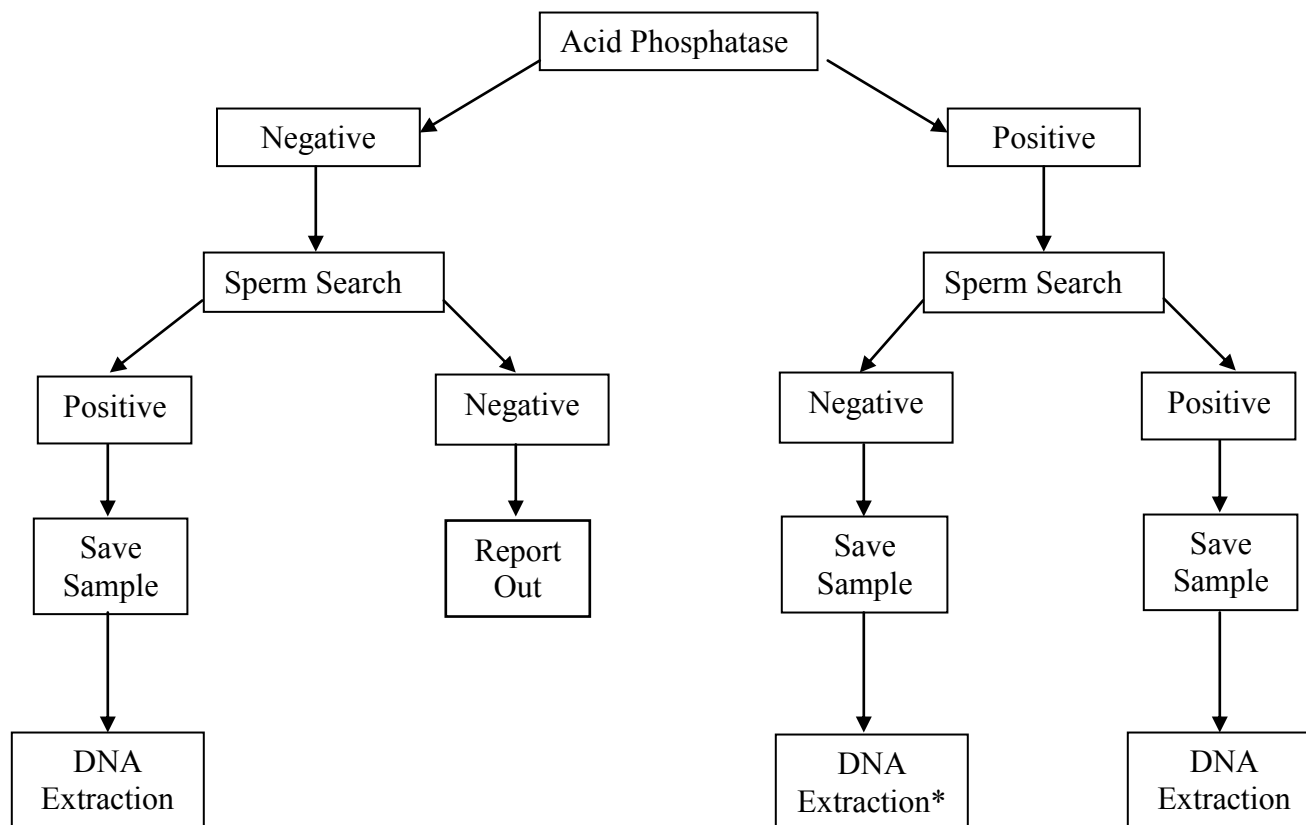 Acid Phosphatase
Negative
Positive
Sperm Search
Sperm Search
Positive
Negative
Negative
Positive
Save
Sample
Report
Out
Save
Sample
Save
Sample
DNA
Extraction
DNA
Extraction*
DNA
Extraction